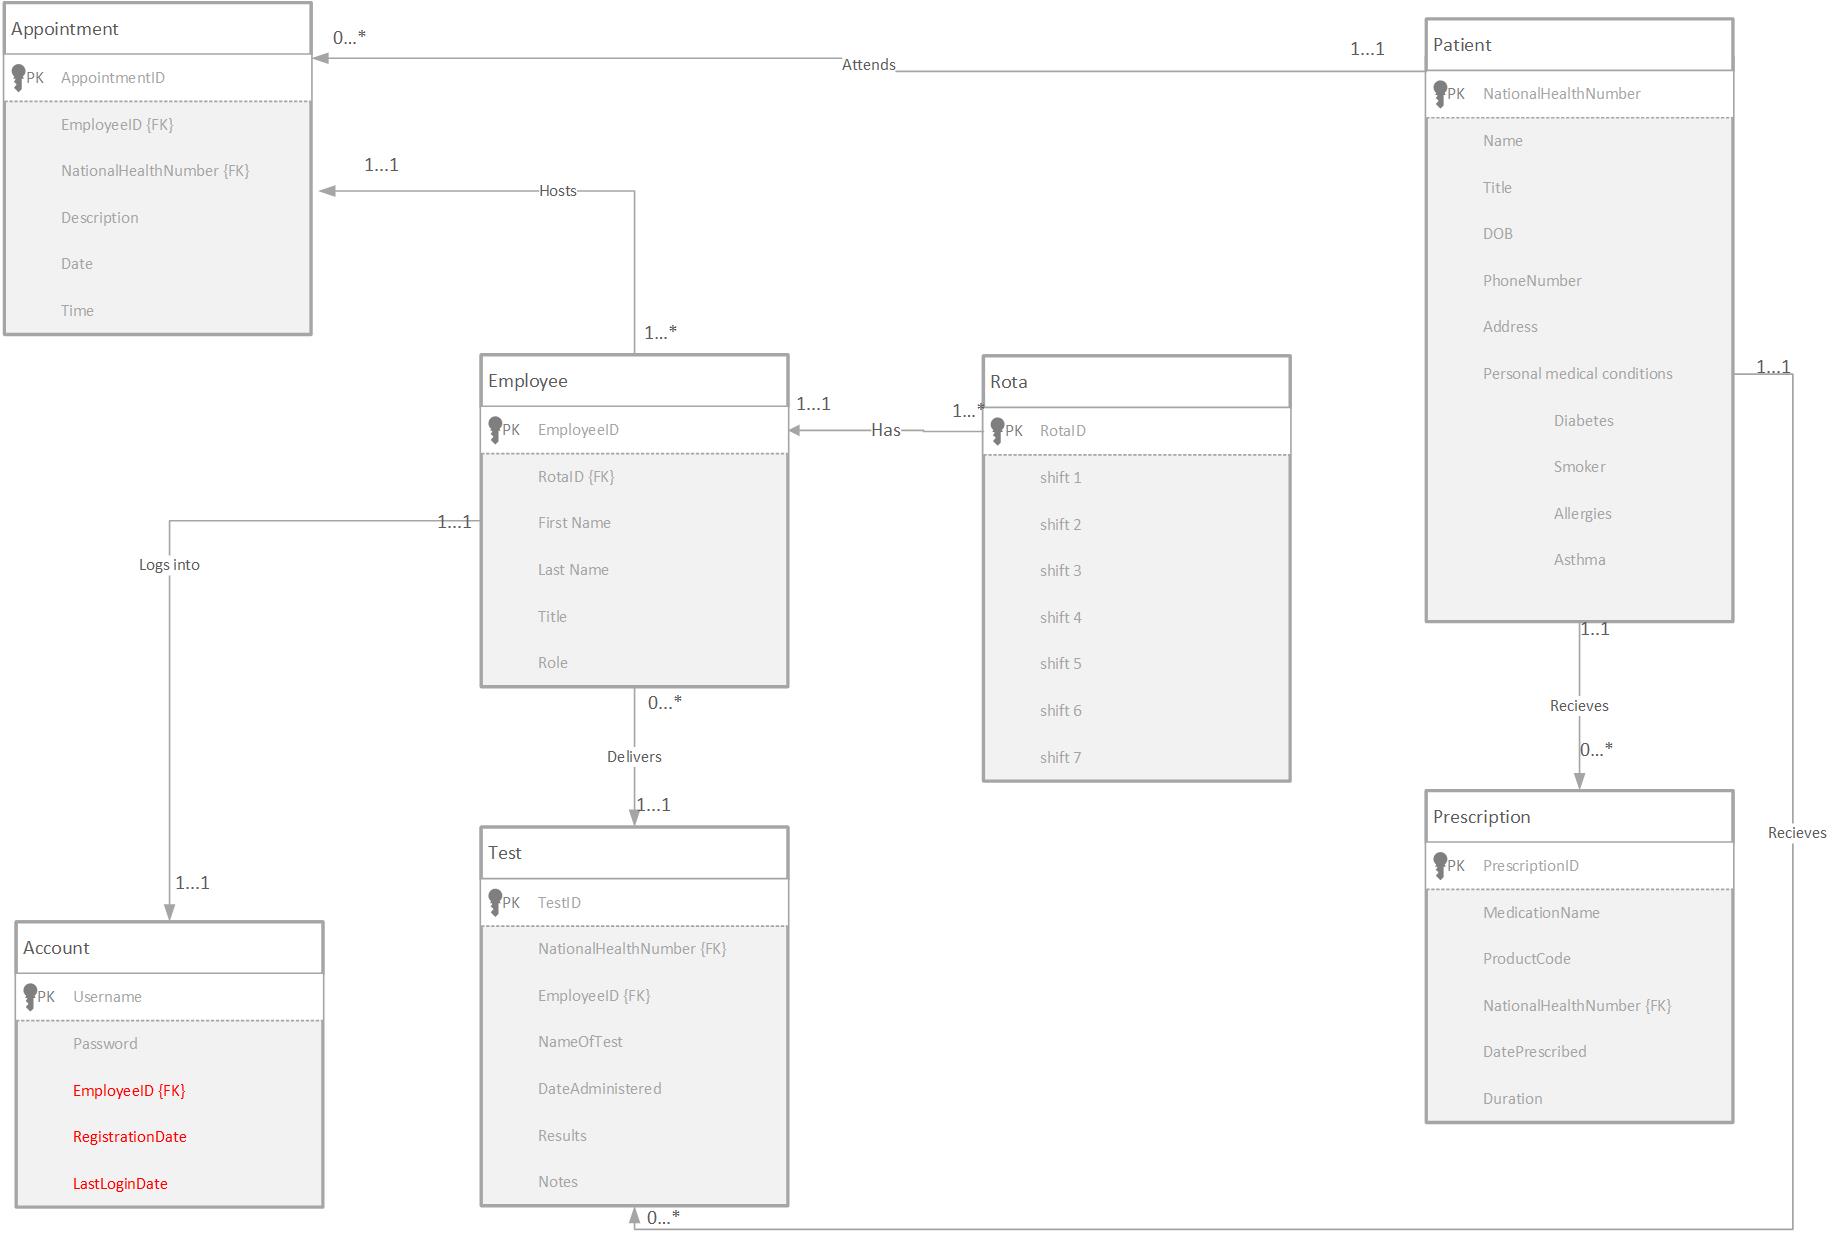 Appointment
PK AppointmentID
EmployeeID {FK}
NationalHealthNumber {FK}
Description
Date
Time
0...*
Attends
1...1
Patient
PK NationalHealthNumber
Name
Title
DOB
PhoneNumber
Address
Personal medical conditions
Diabetes
Smoker
Allergies
Asthma
1...1
Hosts
1...*
Employee
PK EmployeeID
RotaID {FK}
First Name
Last Name
Title
Role
1...1
Has
1...*
Rota
PK RotaID
shift 1
shift 2
shift 3
shift 4
shift 5
shift 6
shift 7
1...1
Logs into
1...1
Account
PK Username
Password
EmployeeID {FK}
RegistrationDate
LastLoginDate
0...*
Delivers
1...1
Test
PK TestID
NationalHealthNumber {FK}
EmployeeID {FK}
NameOfTest
DateAdministered
Results
Notes
0...*
1..1
Recieves
0...*
Prescription
PK PrescriptionID
MedicationName
ProductCode
NationalHealthNumber {FK}
DatePrescribed
Duration
1...1
Recieves